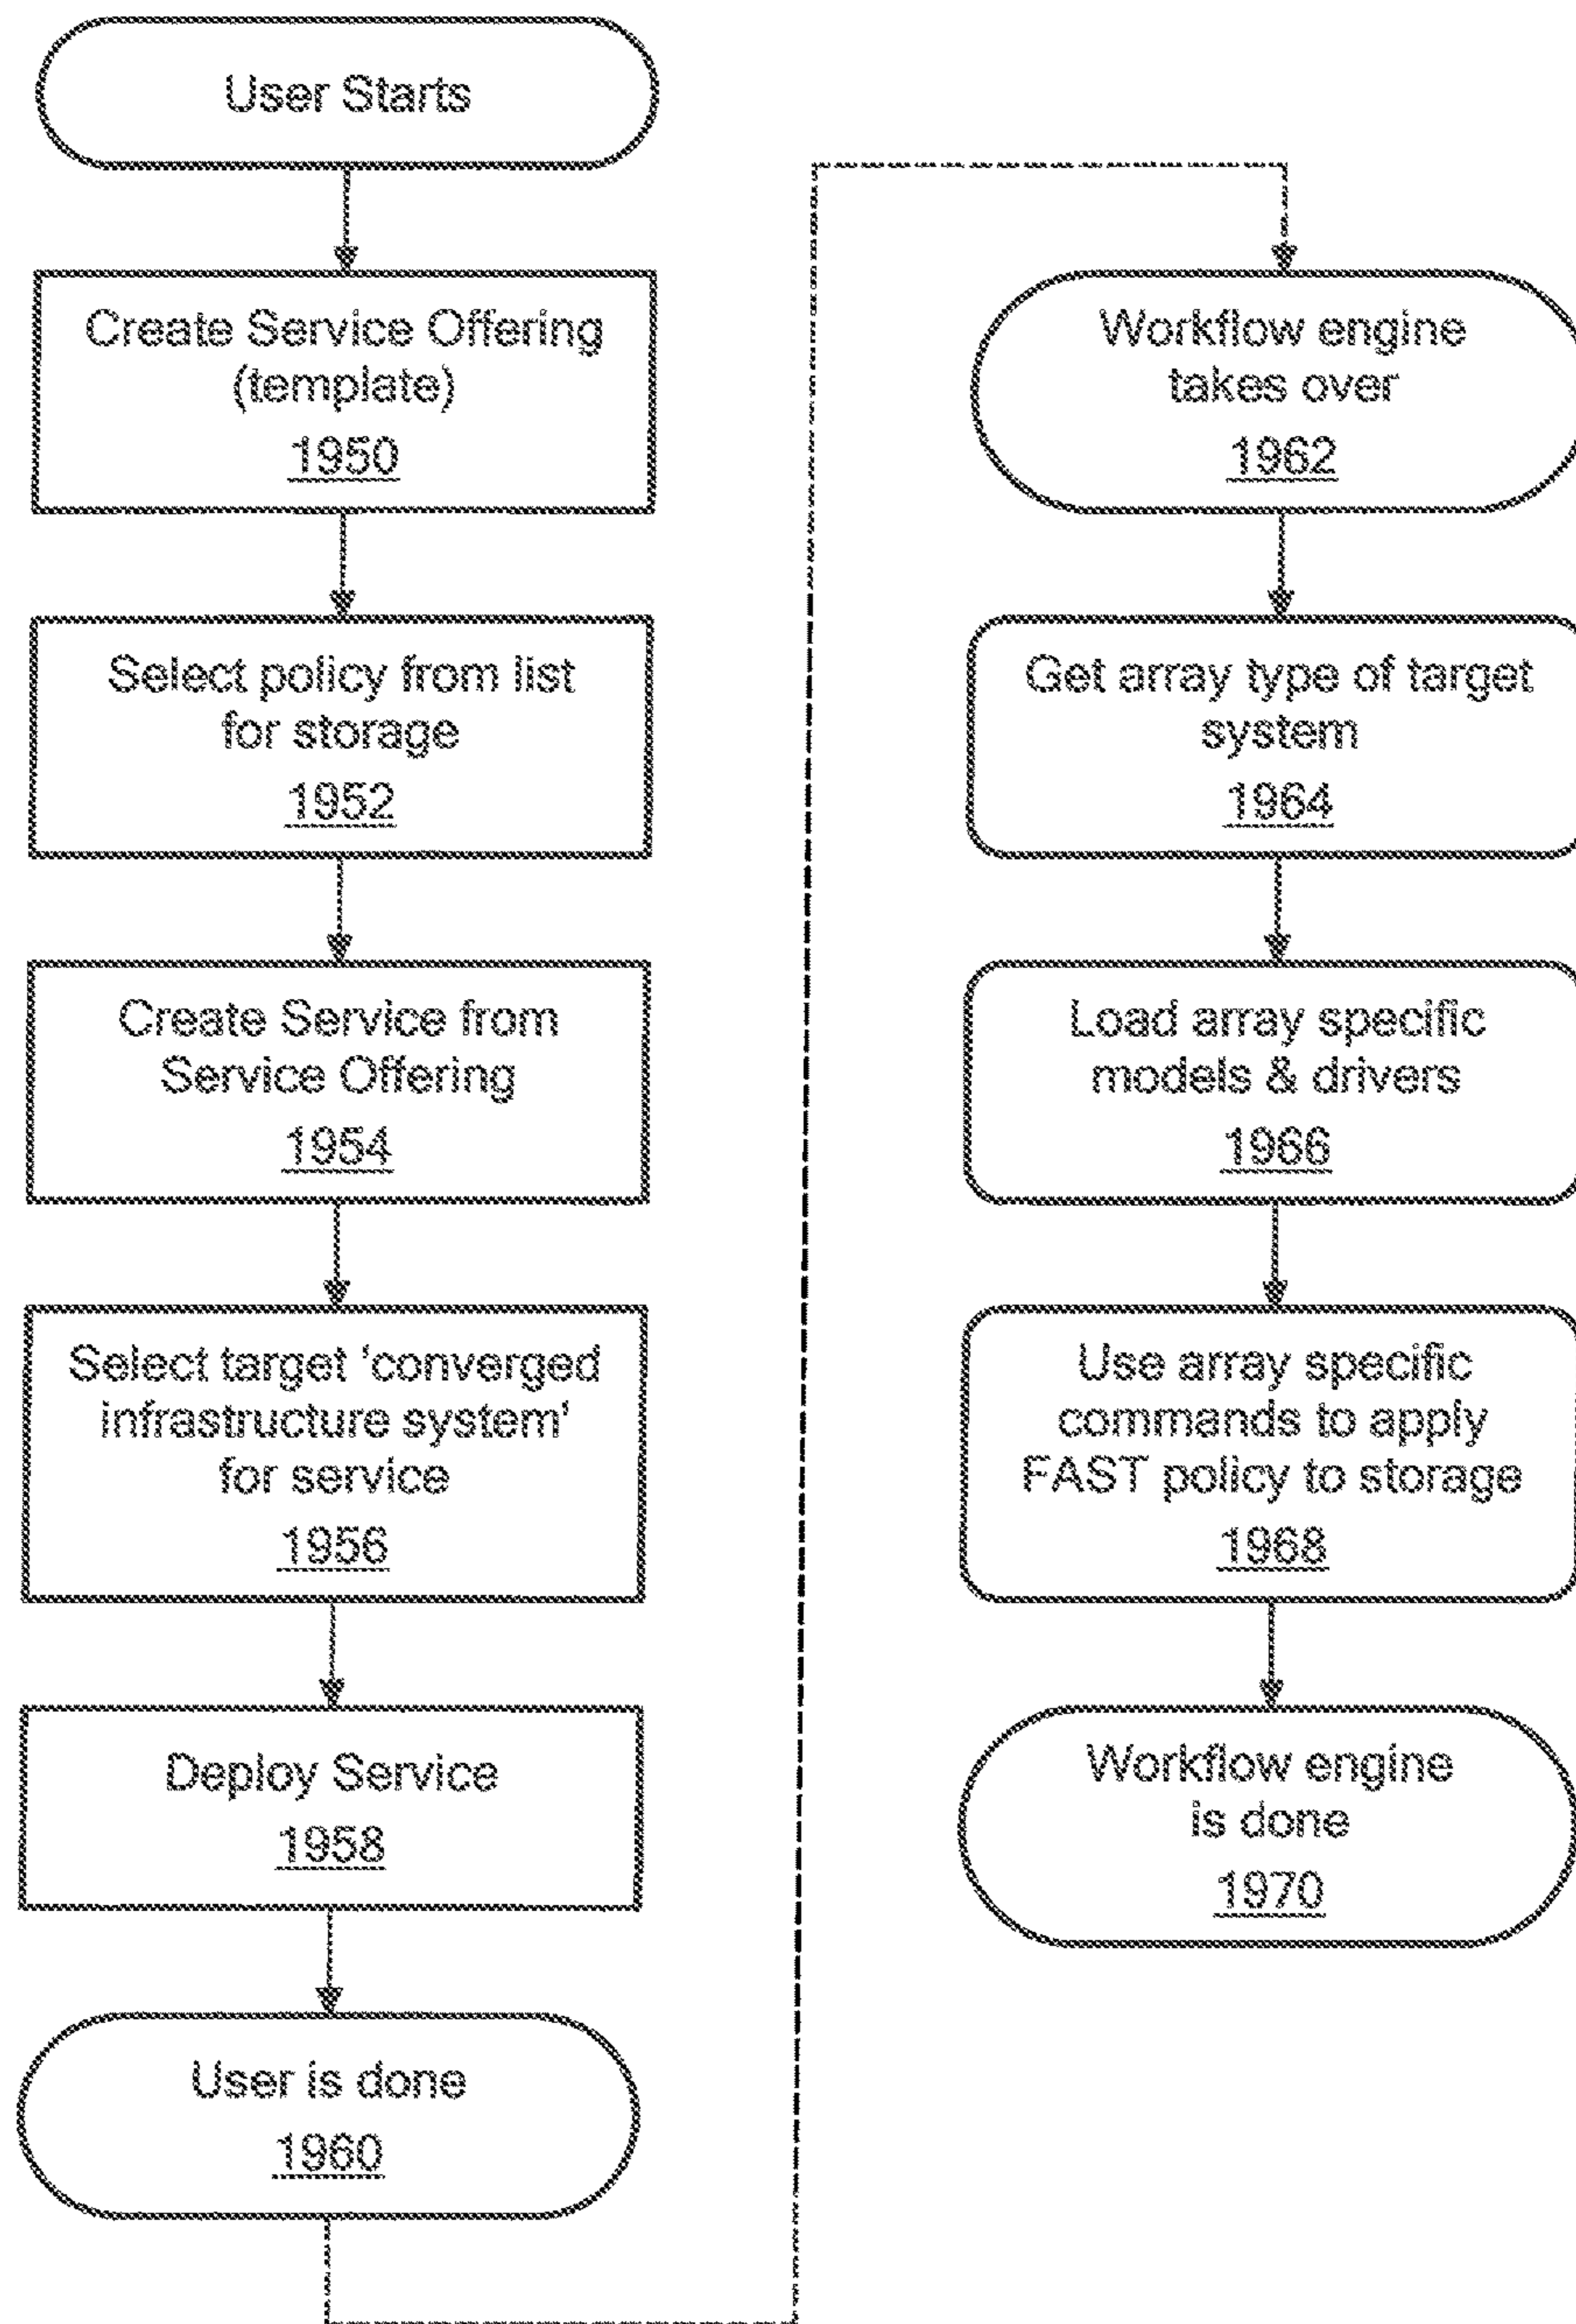 User Starts
Create Service Offering
(template)
1950
Select policy from list
for storage
1952
Create Service from
Service Offering
1954
Select target 'converged
infrastructure system'
for service
1956
Deploy Service
1958
User is done
1960
Workflow engine
takes over
1962
Get array type of target
system
1964
Load array specific
models & drivers
1966
Use array specific
commands to apply
FAST policy to storage
1968
Workflow engine
is done
1970